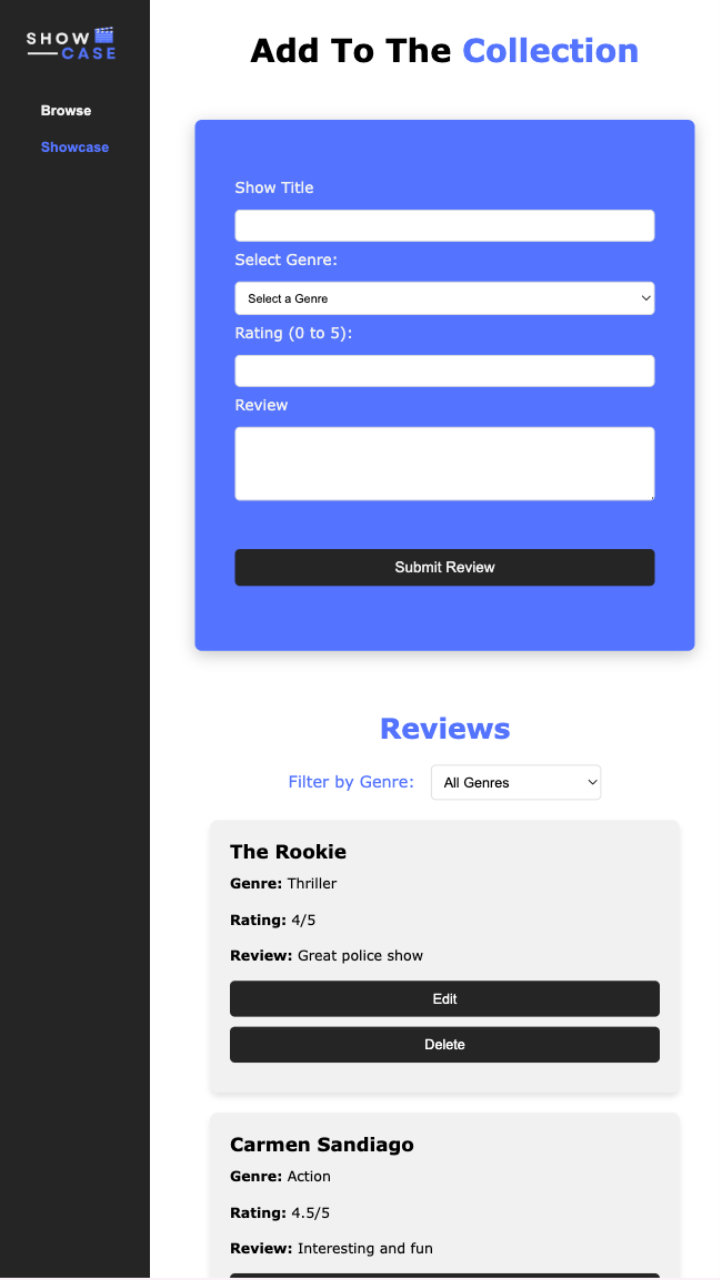 SHOW
CASE
Browse
Showcase
Add To The Collection
Show Title
Select Genre:
Select a Genre
Rating (0 to 5):
Review
Submit Review
Reviews
Filter by Genre: All Genres
The Rookie
Genre: Thriller
Rating: 4/5
Review: Great police show
Edit
Delete
Carmen Sandiago
Genre: Action
Rating: 4.5/5
Review: Interesting and fun